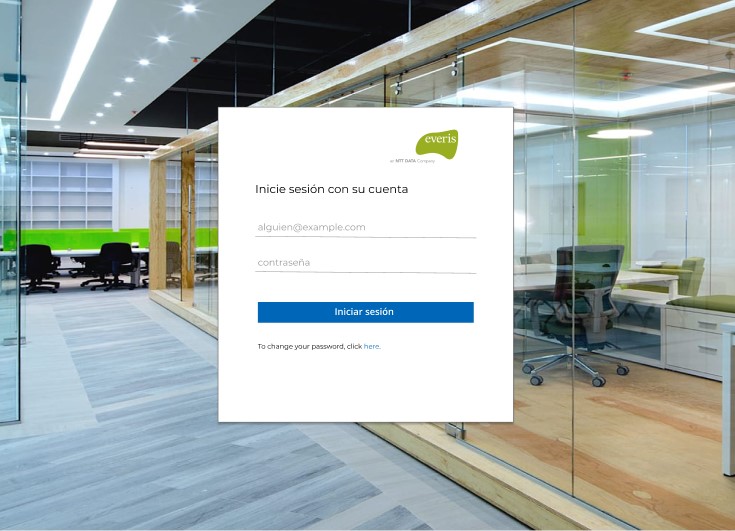 everis
an NTT DATA Company
Inicie sesión con su cuenta
alguien@example.com
contraseña
Iniciar sesión
To change your password, click here.